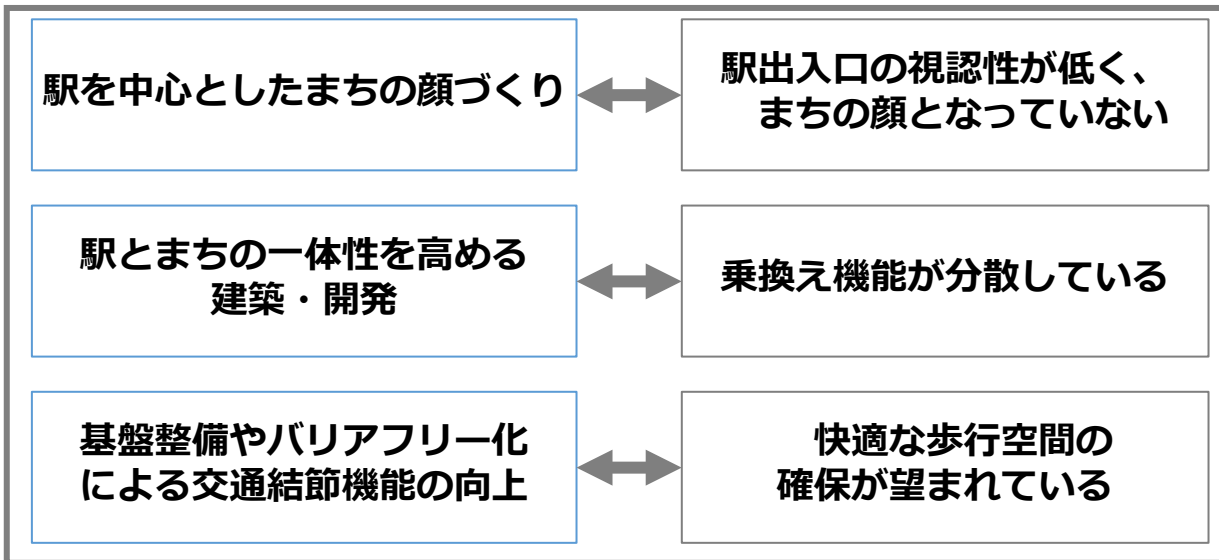 駅を中心としたまちの顔づくり
駅出入口の視認性が低く、
まちの顔となっていない
駅とまちの一体性を高める
建築・開発
乗換え機能が分散している
基盤整備やバリアフリー化
による交通結節機能の向上
快適な歩行空間の
確保が望まれている